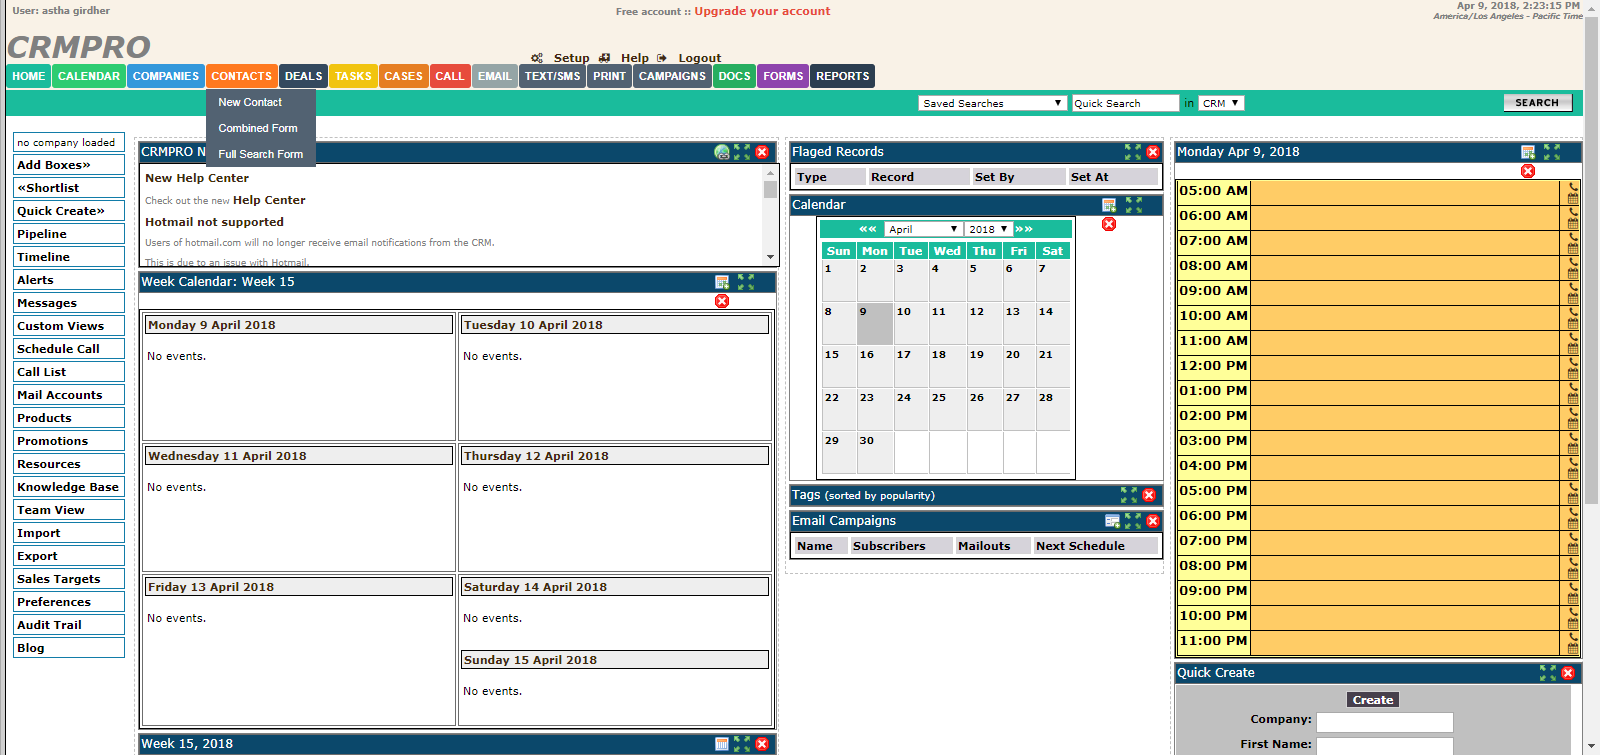 User: astha girdher
Free account :: Upgrade your account
Apr 9, 2018, 2:23:15 PM
America/Los Angeles - Pacific Time
CRMPRO
Setup Help Logout
HOME CALENDAR COMPANIES CONTACTS DEALS TASKS CASES CALL EMAIL TEXT/SMS PRINT CAMPAIGNS DOCS FORMS REPORTS
New Contact
Combined Form
Full Search Form
Saved Searches Quick Search in CRM SEARCH
no company loaded
Add Boxes»
«Shortlist
Quick Create»
Pipeline
Timeline
Alerts
Messages
Custom Views
Schedule Call
Call List
Mail Accounts
Products
Promotions
Resources
Knowledge Base
Team View
Import
Export
Sales Targets
Preferences
Audit Trail
Blog
CRMPRO N
New Help Center
Check out the new Help Center
Hotmail not supported
Users of hotmail.com will no longer receive email notifications from the CRM.
This is due to an issue with Hotmail.
Week Calendar: Week 15
Monday 9 April 2018
No events.
Tuesday 10 April 2018
No events.
Wednesday 11 April 2018
No events.
Thursday 12 April 2018
No events.
Friday 13 April 2018
No events.
Saturday 14 April 2018
No events.
Sunday 15 April 2018
No events.
Week 15, 2018
Flaged Records
Type Record Set By Set At
Calendar
«« April 2018 »»
Sun Mon Tue Wed Thu Fri Sat
1 2 3 4 5 6 7
8 9 10 11 12 13 14
15 16 17 18 19 20 21
22 23 24 25 26 27 28
29 30
Tags (sorted by popularity)
Email Campaigns
Name Subscribers Mailouts Next Schedule
Monday Apr 9, 2018
05:00 AM
06:00 AM
07:00 AM
08:00 AM
09:00 AM
10:00 AM
11:00 AM
12:00 PM
01:00 PM
02:00 PM
03:00 PM
04:00 PM
05:00 PM
06:00 PM
07:00 PM
08:00 PM
09:00 PM
10:00 PM
11:00 PM
Quick Create
Create
Company:
First Name: